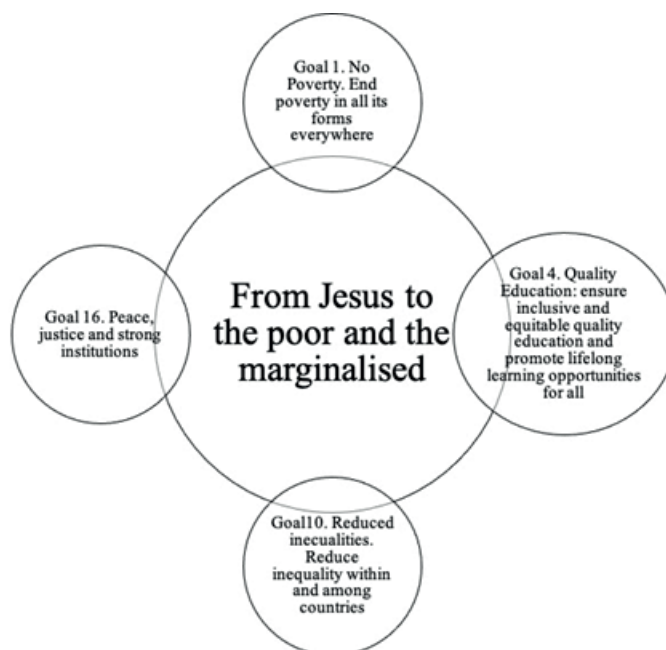 Goal 1. No
Poverty. End
poverty in all its
forms
everywhere
Goal 16. Peace,
justice and strong
institutions
From Jesus to
the poor and the
marginalised
Goal 4. Quality
Education: ensure
inclusive and
equitable quality
education and
promote lifelong
learning opportunities
for all
Goal10. Reduced
inecualities.
Reduce
inequality within
and among
countries